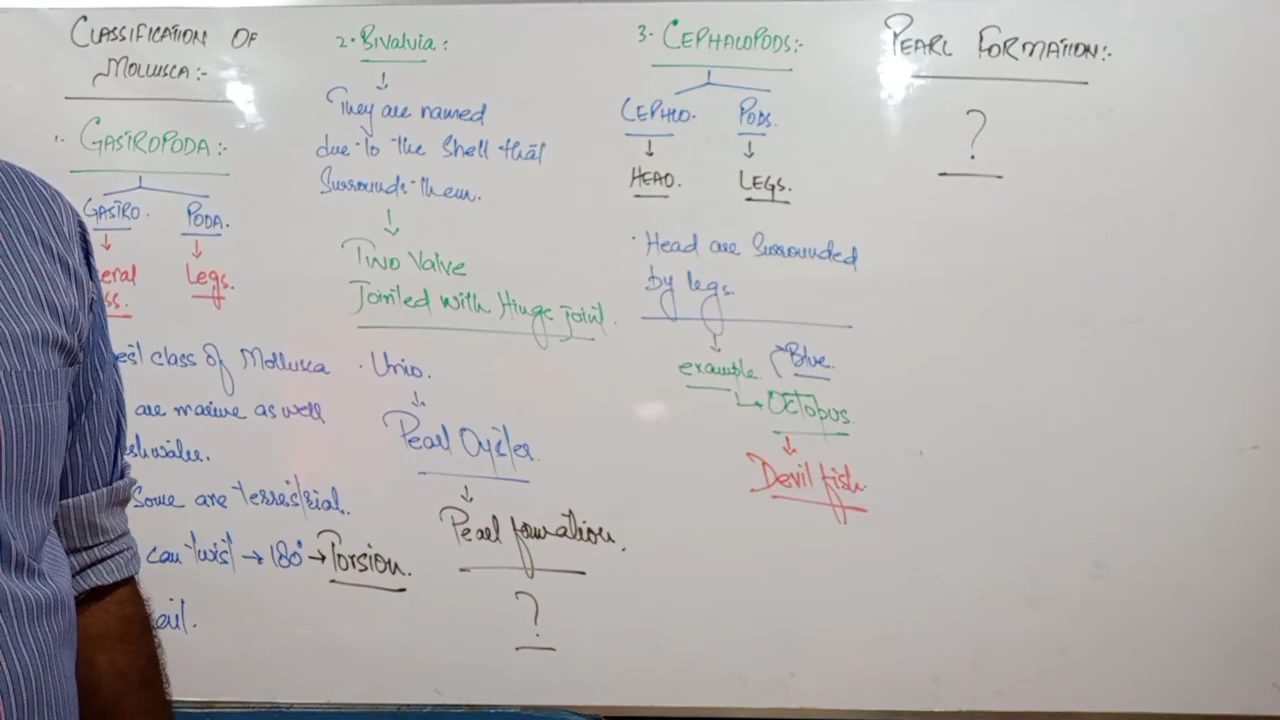 CLASSIFICATION OF
MOLLUSCA:-
1. GASTROPODA:-
GASTRO. PODA.
Legs.
class of Mollusca
are marine as well
Some are terrestrial.
can twist → 180° → Torsion.
2. Bivalvia:
They are named
due to the Shell that
Surrounds them.
Two Valve
Jointed with Hinge joint.
· Unio.
Pearl Oyster.
Pearl formation.
?
3. CEPHALOPODS:-
CEPHLO. PODS.
HEAD. LEGS.
· Head are Surrounded
by legs.
example Blue.
OCTOPUS.
Devil fish.
PEARL FORMATION:-
?